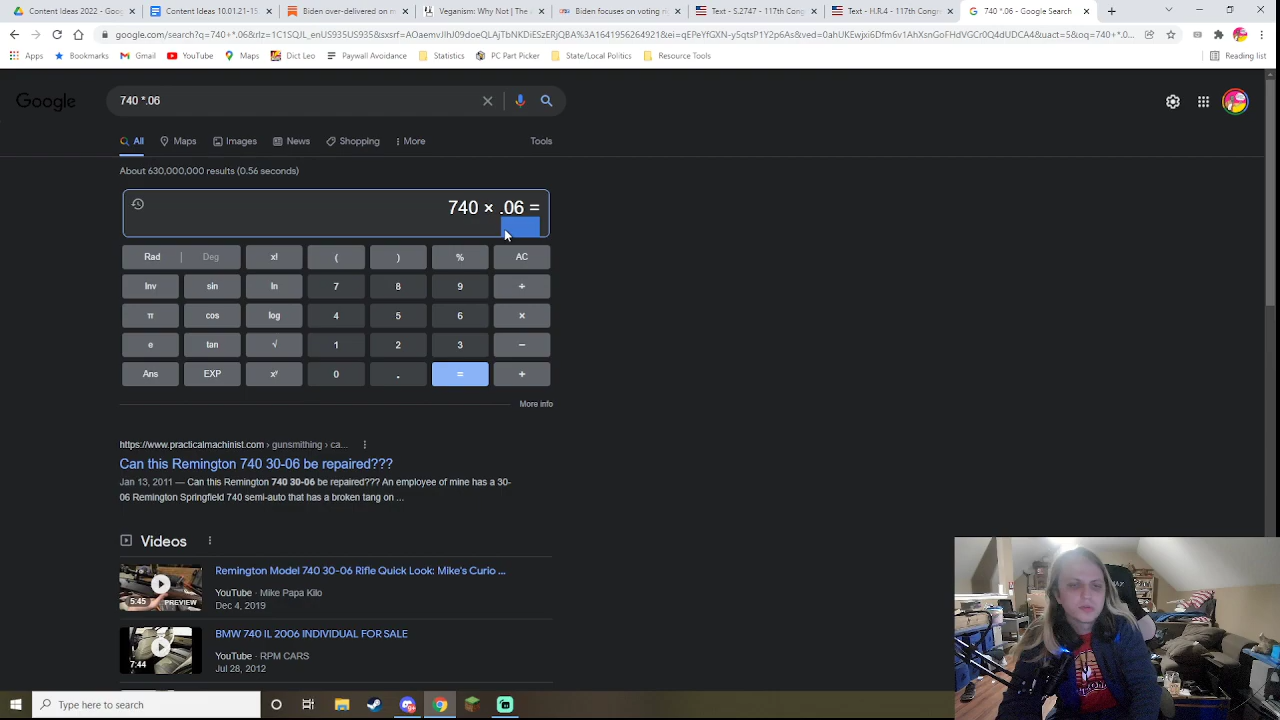 Content Ideas 2022 - Google D
Content Ideas 10.01.21-15
Biden over-delivered on m
Veganism: Why Not | The c
Biden focuses on voting ri
Text - S.2747 - 117th Cong
Text - H.R.4 - 117th Congre
740 *.06 - Google Search
Apps
Bookmarks
Gmail
YouTube
Maps
Dict Leo
Paywall Avoidance
Statistics
PC Part Picker
State/Local Politics
Resource Tools
Reading list
Google
740 *.06
All
Maps
Images
News
Shopping
More
Tools
About 630,000,000 results (0.56 seconds)
740 × .06 =
Rad Deg x! ( ) % AC
Inv sin ln 7 8 9 ÷
π cos log 4 5 6 ×
e tan √ 1 2 3 −
Ans EXP xʸ 0 . = +
More info
https://www.practicalmachinist.com › gunsmithing › ca...
Can this Remington 740 30-06 be repaired???
Jan 13, 2011 — Can this Remington 740 30-06 be repaired??? An employee of mine has a 30-
06 Remington Springfield 740 semi-auto that has a broken tang on ...
Videos
Remington Model 740 30-06 Rifle Quick Look: Mike's Curio ...
YouTube · Mike Papa Kilo
Dec 4, 2019
5:45
PREVIEW
BMW 740 IL 2006 INDIVIDUAL FOR SALE
YouTube · RPM CARS
Jul 28, 2012
7:44
Type here to search